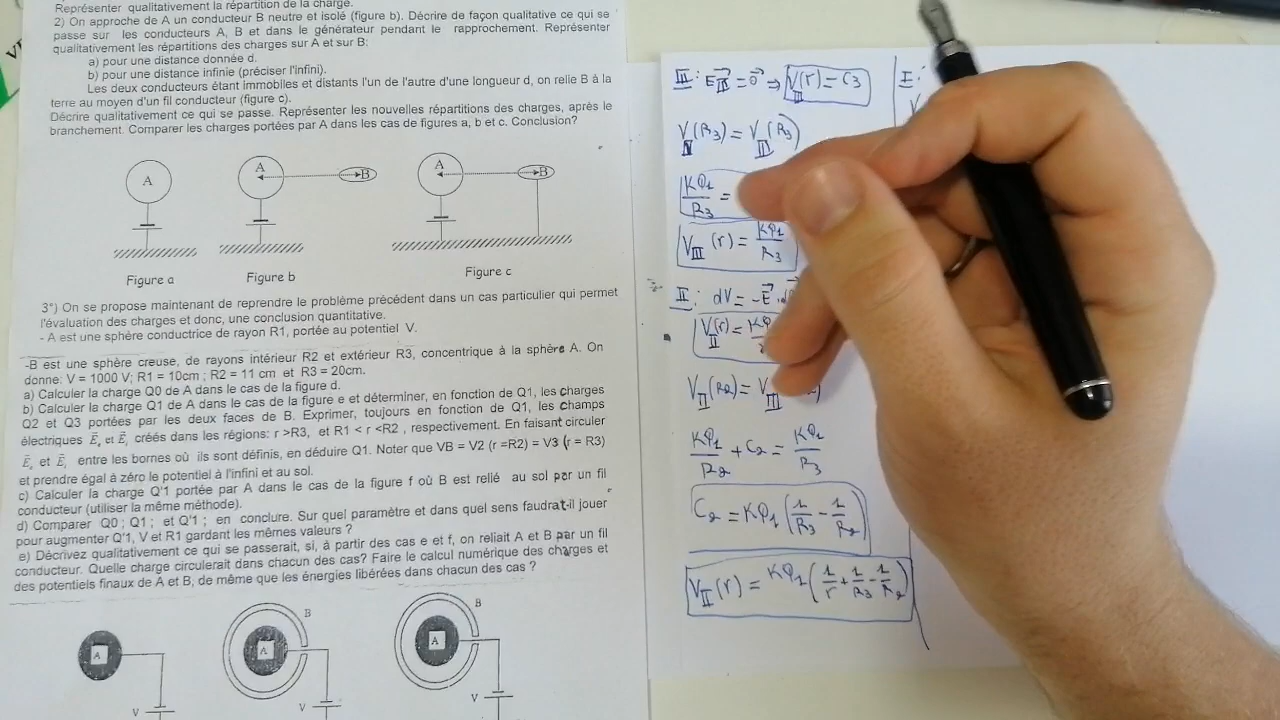 Représenter qualitativement la répartition de la charge.
2) On approche de A un conducteur B neutre et isolé (figure b). Décrire de façon qualitative ce qui se
passe sur les conducteurs A, B et dans le générateur pendant le rapprochement. Représenter
qualitativement les répartitions des charges sur A et sur B:
a) pour une distance donnée d.
b) pour une distance infinie (préciser l'infini).
Les deux conducteurs étant immobiles et distants l'un de l'autre d'une longueur d, on relie B à la
terre au moyen d'un fil conducteur (figure c).
Décrire qualitativement ce qui se passe. Représenter les nouvelles répartitions des charges, après le
branchement. Comparer les charges portées par A dans les cas de figures a, b et c. Conclusion?
A
A
B
A
B
Figure a
Figure b
Figure c
3°) On se propose maintenant de reprendre le problème précédent dans un cas particulier qui permet
l'évaluation des charges et donc, une conclusion quantitative.
- A est une sphère conductrice de rayon R1, portée au potentiel V.
-B est une sphère creuse, de rayons intérieur R2 et extérieur R3, concentrique à la sphère A. On
donne: V = 1000 V; R1 = 10cm ; R2 = 11 cm et R3 = 20cm.
a) Calculer la charge Q0 de A dans le cas de la figure d.
b) Calculer la charge Q1 de A dans le cas de la figure e et déterminer, en fonction de Q1, les charges
Q2 et Q3 portées par les deux faces de B. Exprimer, toujours en fonction de Q1, les champs
électriques et créés dans les régions: r >R3, et R1 < r <R2 , respectivement. En faisant circuler
et entre les bornes où ils sont définis, en déduire Q1. Noter que VB = V2 (r =R2) = V3 (r = R3)
et prendre égal à zéro le potentiel à l'infini et au sol.
c) Calculer la charge Q'1 portée par A dans le cas de la figure f où B est relié au sol par un fil
conducteur (utiliser la même méthode).
d) Comparer Q0 ; Q1 ; et Q'1 ; en conclure. Sur quel paramètre et dans quel sens faudrait-il jouer
pour augmenter Q'1, V et R1 gardant les mêmes valeurs ?
e) Décrivez qualitativement ce qui se passerait, si, à partir des cas e et f, on reliait A et B par un fil
conducteur. Quelle charge circulerait dans chacun des cas? Faire le calcul numérique des charges et
des potentiels finaux de A et B, de même que les énergies libérées dans chacun des cas ?
A
V
A
B
V
A
B
V
III: E⃗III = 0⃗ ⇒ VIII(r) = C3
VIV(R3) = VIII(R3)
KQ1/R3 =
VIII(r) = KQ1/R3
II: dV = -E⃗.
VII(r) = KQ
VII(R2) = VIII
KQ1/R2 + C2 = KQ1/R3
C2 = KQ1(1/R3 - 1/R2)
VII(r) = KQ1(1/r + 1/R3 - 1/R2)
I:
V